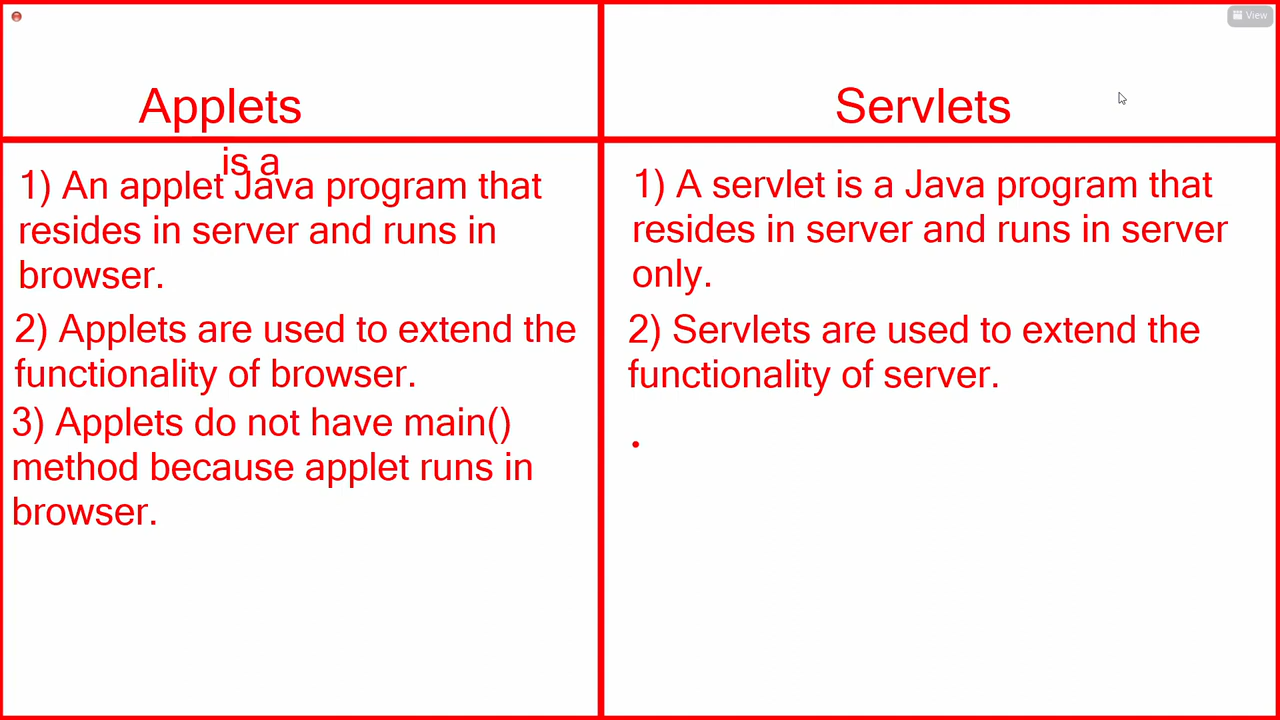 View
Applets
Servlets
is a
1) An applet Java program that
resides in server and runs in
browser.
2) Applets are used to extend the
functionality of browser.
3) Applets do not have main()
method because applet runs in
browser.
1) A servlet is a Java program that
resides in server and runs in server
only.
2) Servlets are used to extend the
functionality of server.